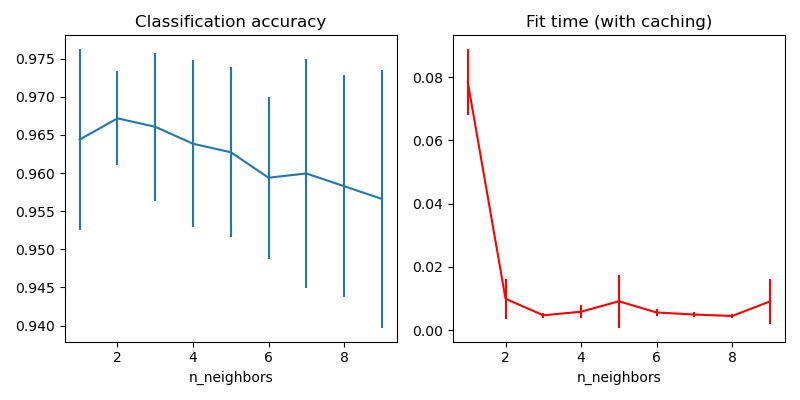 Classification accuracy
0.975
0.970
0.965
0.960
0.955
0.950
0.945
0.940
2 4 6 8
n_neighbors
Fit time (with caching)
0.08
0.06
0.04
0.02
0.00
2 4 6 8
n_neighbors